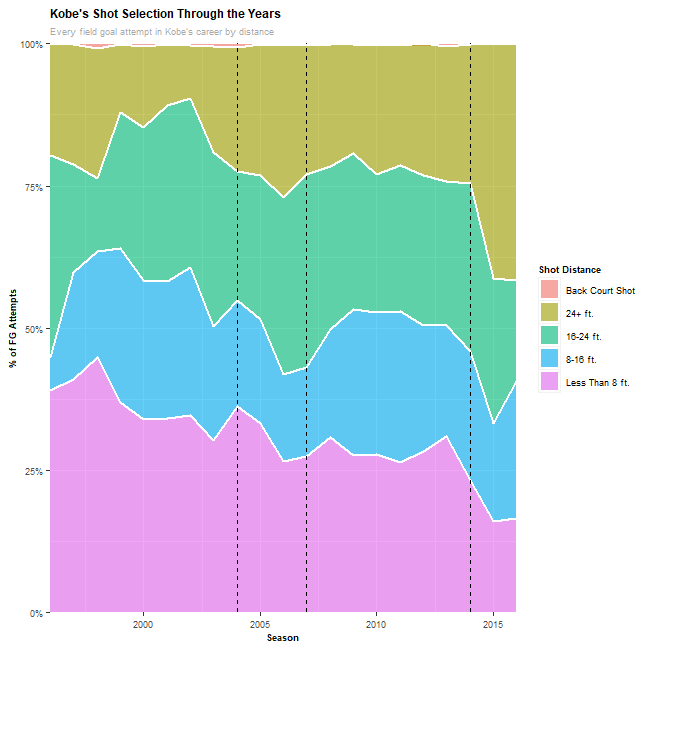 Kobe's Shot Selection Through the Years
Every field goal attempt in Kobe's career by distance
100%
75%
50%
25%
0%
% of FG Attempts
2000
2005
2010
2015
Season
Shot Distance
Back Court Shot
24+ ft.
16-24 ft.
8-16 ft.
Less Than 8 ft.